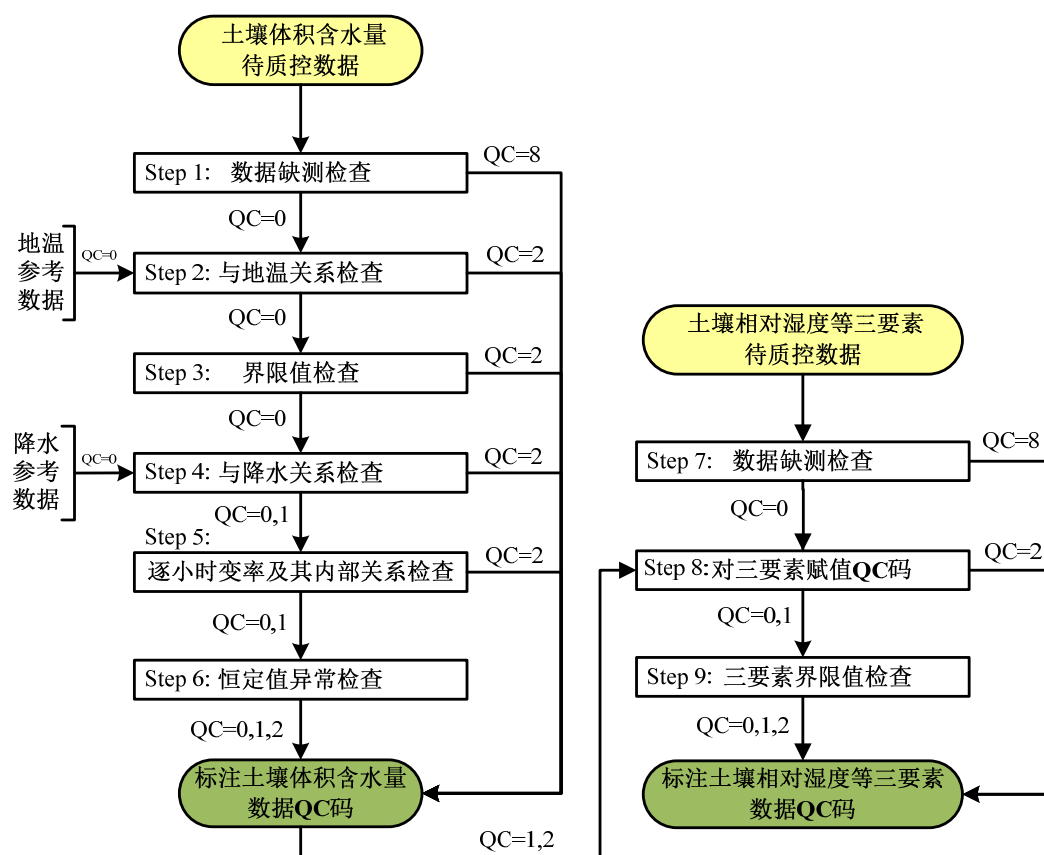 土壤体积含水量
待质控数据
Step 1: 数据缺测检查
QC=8
QC=0
地温
参考
数据
QC=0
Step 2: 与地温关系检查
QC=2
QC=0
Step 3: 界限值检查
QC=2
QC=0
降水
参考
数据
QC=0
Step 4: 与降水关系检查
QC=2
QC=0,1
Step 5:
逐小时变率及其内部关系检查
QC=2
QC=0,1
Step 6: 恒定值异常检查
QC=0,1,2
标注土壤体积含水量
数据QC码
QC=1,2
土壤相对湿度等三要素
待质控数据
Step 7: 数据缺测检查
QC=8
QC=0
Step 8:对三要素赋值QC码
QC=2
QC=0,1
Step 9: 三要素界限值检查
QC=0,1,2
标注土壤相对湿度等三要素
数据QC码